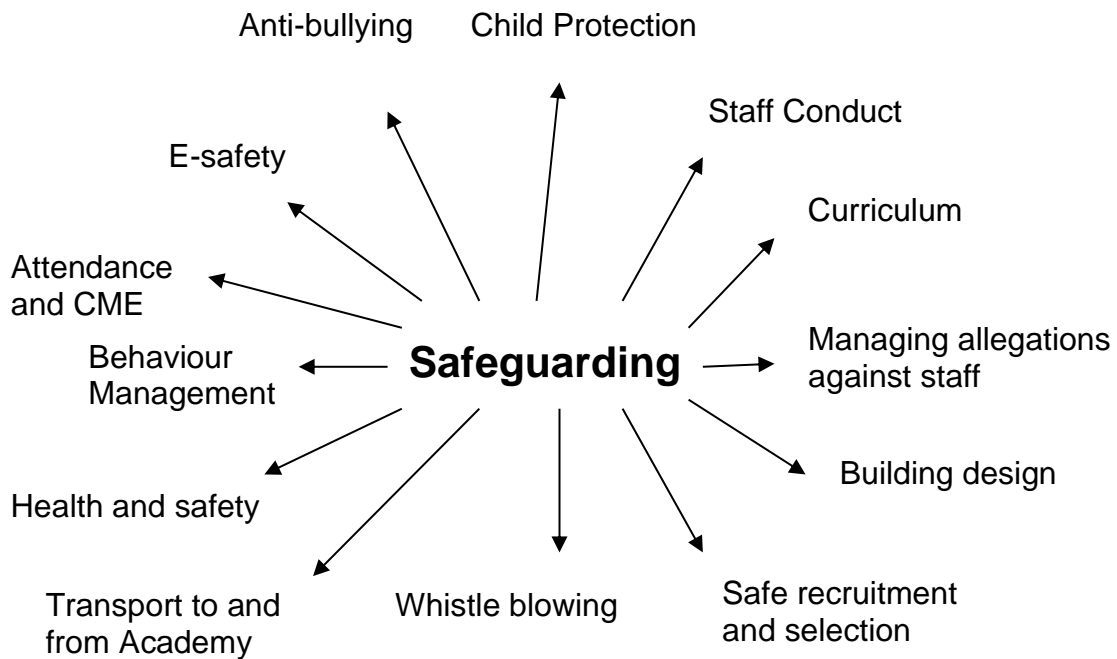 Anti-bullying
Child Protection
Staff Conduct
E-safety
Curriculum
Attendance
and CME
Safeguarding
Behaviour
Management
Managing allegations
against staff
Building design
Health and safety
Transport to and
from Academy
Whistle blowing
Safe recruitment
and selection